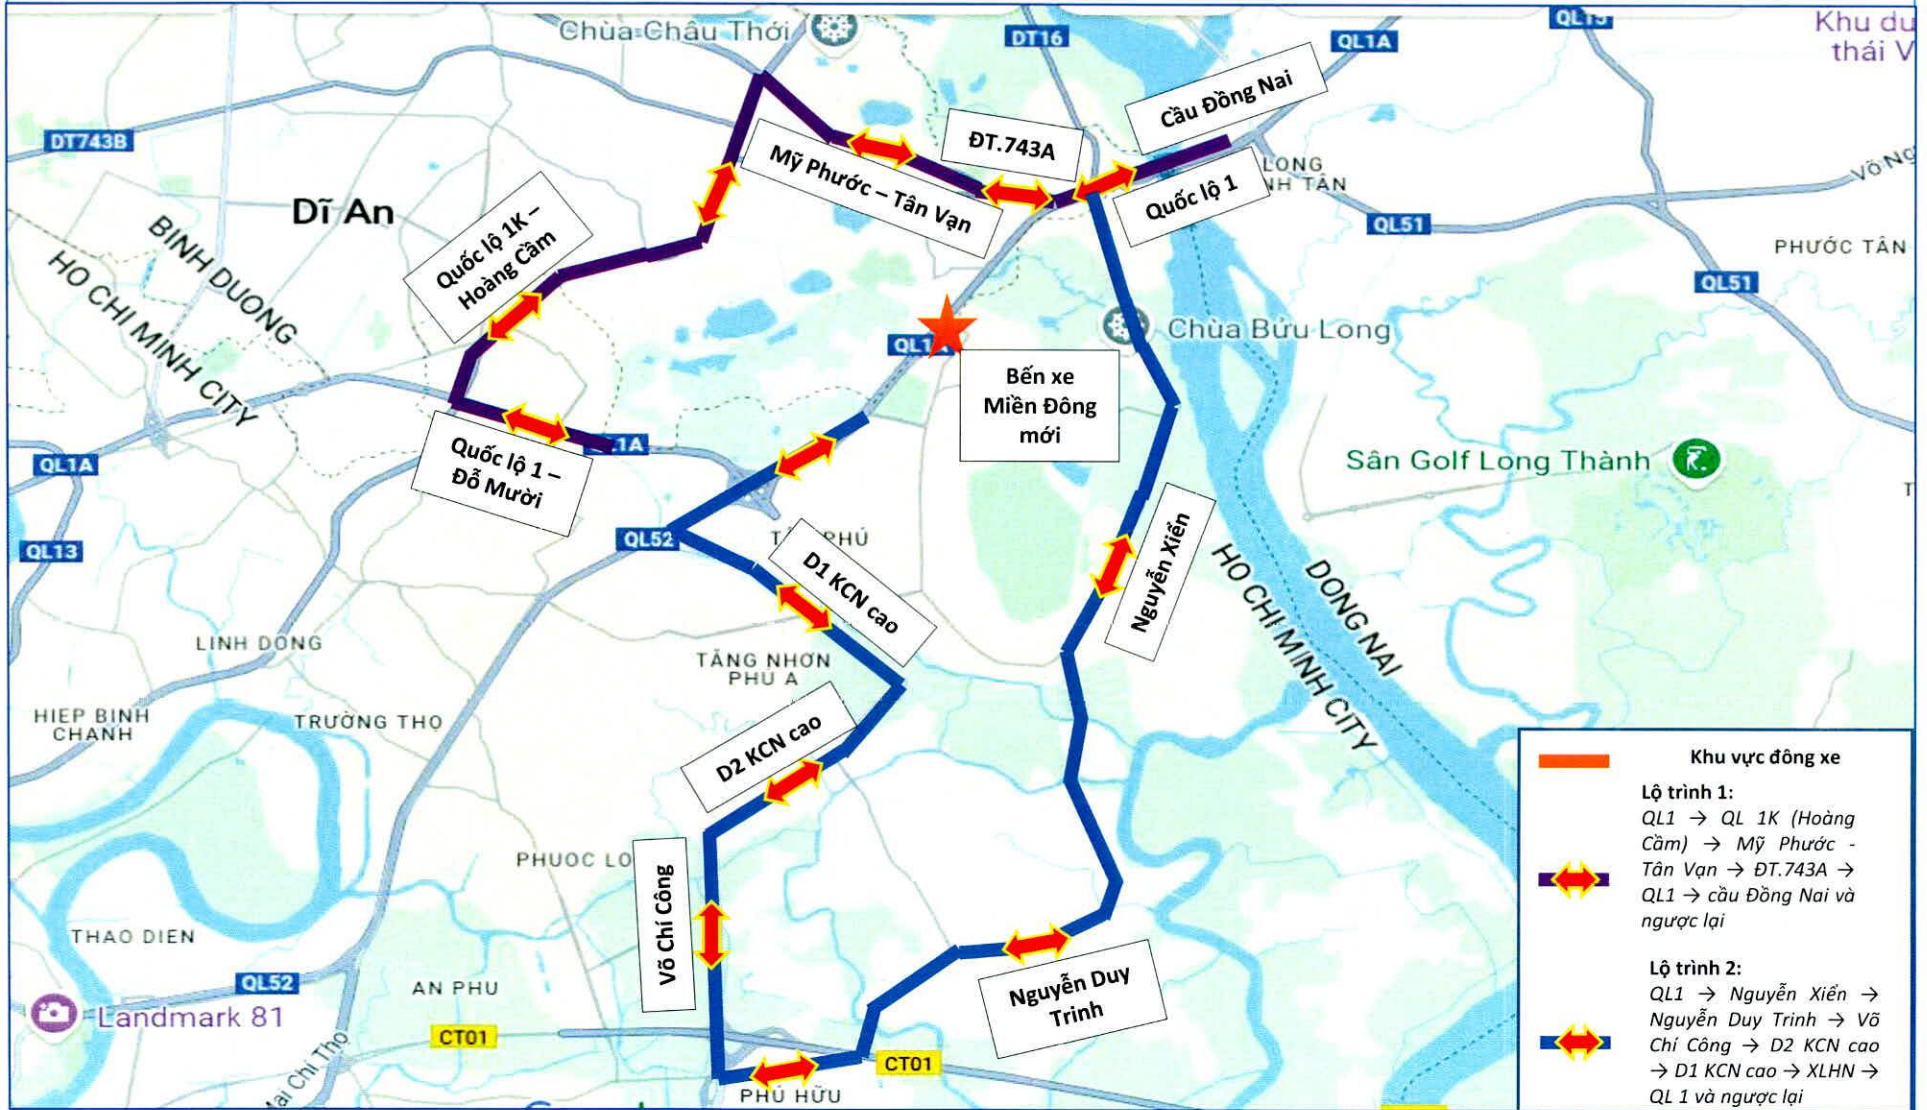 Chùa Châu Thới
DT16
QL1A
QL15
Khu du
thái V
Cầu Đồng Nai
DT743B
ĐT.743A
Mỹ Phước – Tân Vạn
LONG
NH TÂN
Quốc lộ 1
QL51
PHƯỚC TÂN
QL51
Dĩ An
BINH DUONG
HO CHI MINH CITY
Quốc lộ 1K –
Hoàng Cầm
QL1A
Chùa Bửu Long
Bến xe
Miền Đông
mới
Quốc lộ 1 –
Đỗ Mười
1A
QL1A
Sân Golf Long Thành
QL13
QL52
PHÚ
D1 KCN cao
Nguyễn Xiển
HO CHI MINH CITY
DONG NAI
LINH DONG
TĂNG NHƠN
PHU A
HIEP BINH
CHANH
TRƯỜNG THỌ
D2 KCN cao
PHUOC LO
Võ Chí Công
THAO DIEN
QL52
AN PHU
Landmark 81
Mai Chi Tho
CT01
CT01
Nguyễn Duy
Trinh
PHÚ HỮU
Khu vực đông xe
Lộ trình 1:
QL1 → QL 1K (Hoàng
Cầm) → Mỹ Phước -
Tân Vạn → ĐT.743A →
QL1 → cầu Đồng Nai và
ngược lại
Lộ trình 2:
QL1 → Nguyễn Xiển →
Nguyễn Duy Trinh → Võ
Chí Công → D2 KCN cao
→ D1 KCN cao → XLHN →
QL 1 và ngược lại